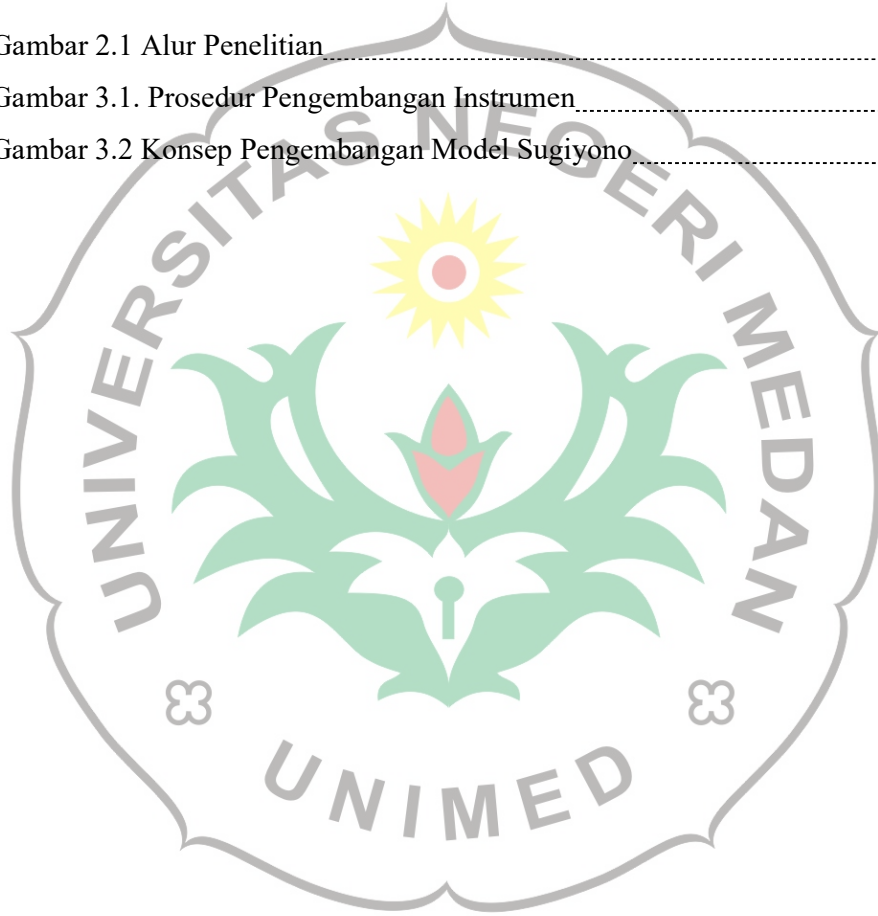 Gambar 2.1 Alur Penelitian
Gambar 3.1. Prosedur Pengembangan Instrumen
Gambar 3.2 Konsep Pengembangan Model Sugiyono
UNIVERSITAS NEGERI MEDAN
UNIMED